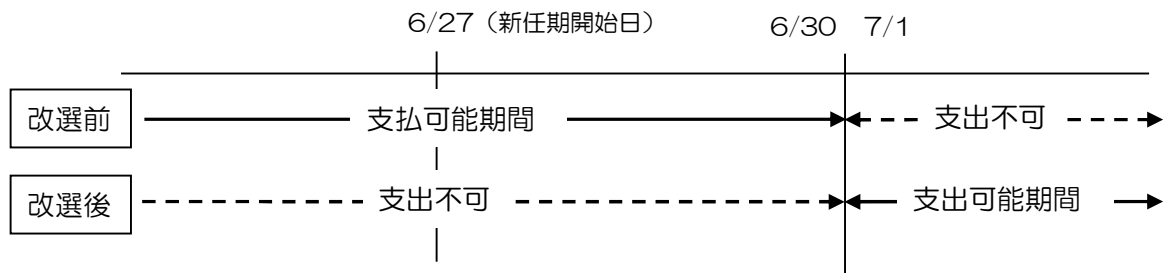 6/27（新任期開始日）
6/30 7/1
改選前 支払可能期間 支出不可
改選後 支出不可 支出可能期間